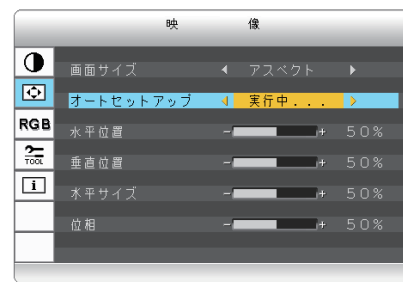 映 像
画面サイズ アスペクト
オートセットアップ 実行中...
RGB 水平位置 - + 50%
TOOL 垂直位置 - + 50%
i 水平サイズ - + 50%
位相 - + 50%